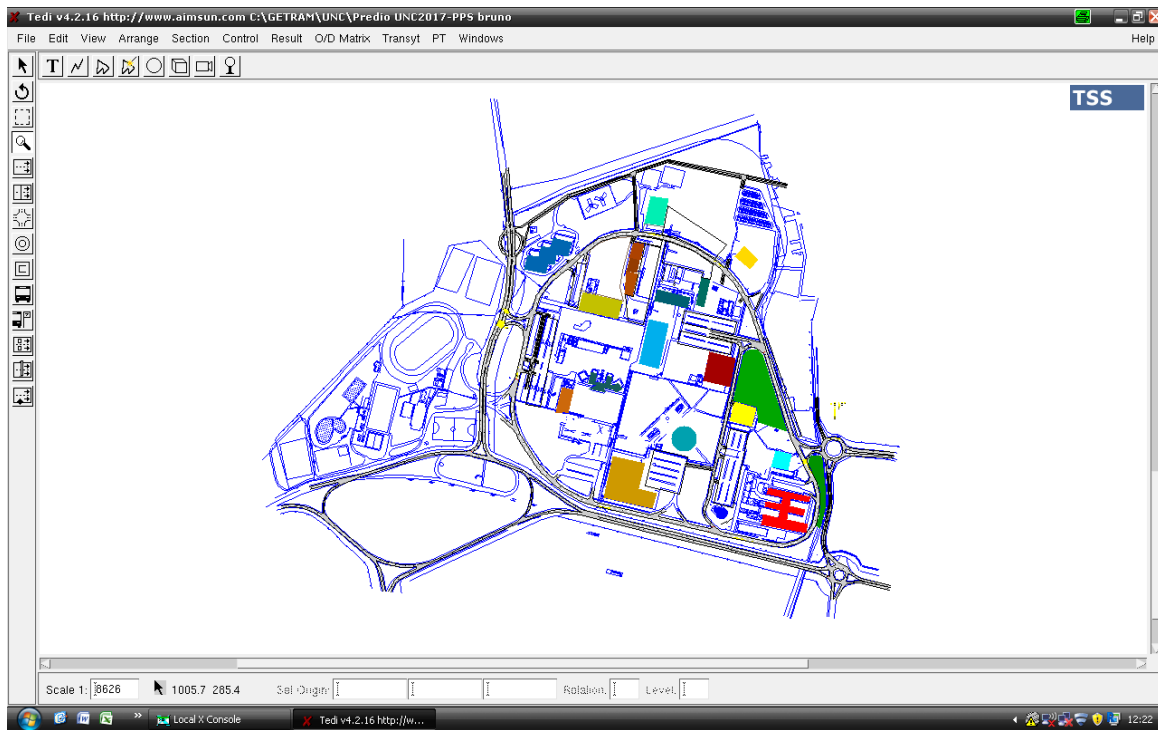 Tedi v4.2.16 http://www.aimsun.com C:\GETRAM\UNC\Predio UNC2017-PPS bruno
File Edit View Arrange Section Control Result O/D Matrix Transyt PT Windows Help
T
TSS
Scale 1: 8626 1005.7 285.4 Set Origin: Rotation: Level:
Local X Console Tedi v4.2.16 http://w... 12:22